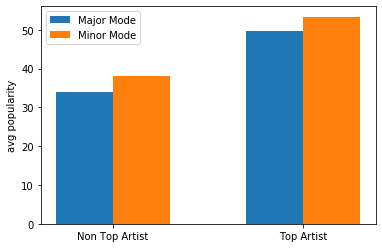 Major Mode
Minor Mode
avg popularity
50
40
30
20
10
0
Non Top Artist
Top Artist